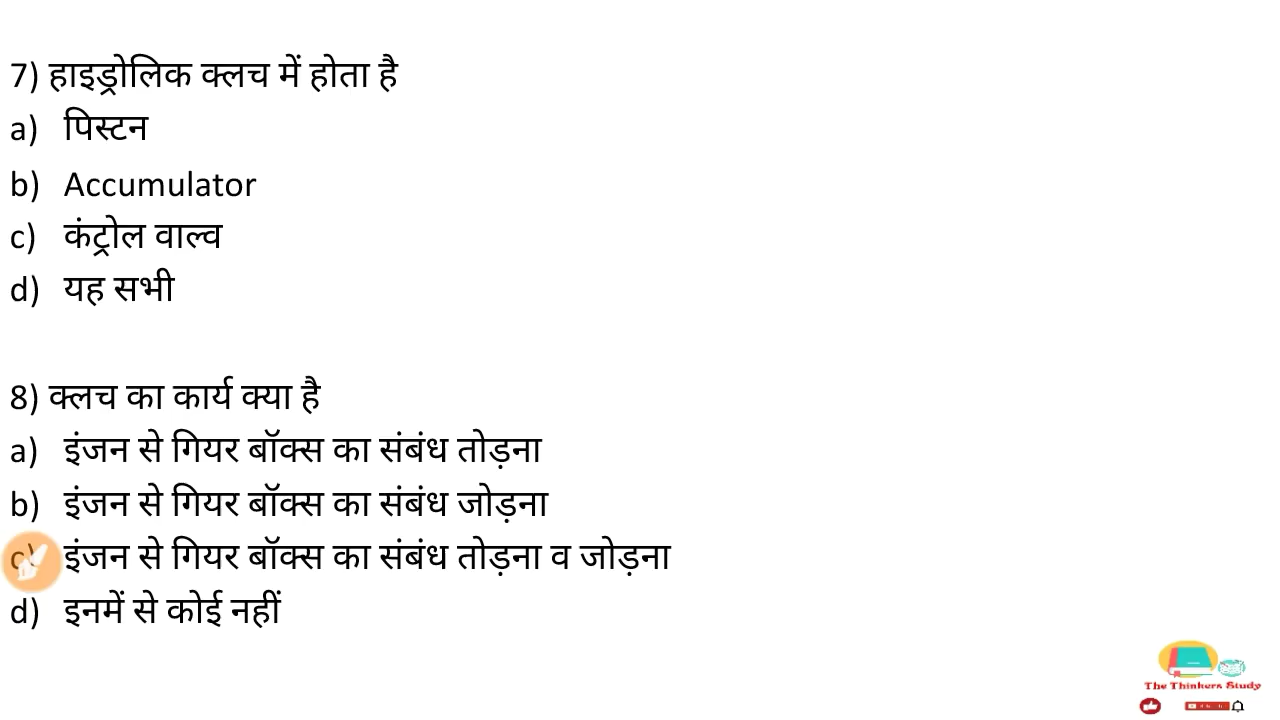 7) हाइड्रोलिक क्लच में होता है
a) पिस्टन
b) Accumulator
c) कंट्रोल वाल्व
d) यह सभी
8) क्लच का कार्य क्या है
a) इंजन से गियर बॉक्स का संबंध तोड़ना
b) इंजन से गियर बॉक्स का संबंध जोड़ना
c) इंजन से गियर बॉक्स का संबंध तोड़ना व जोड़ना
d) इनमें से कोई नहीं
The Thinkers Study